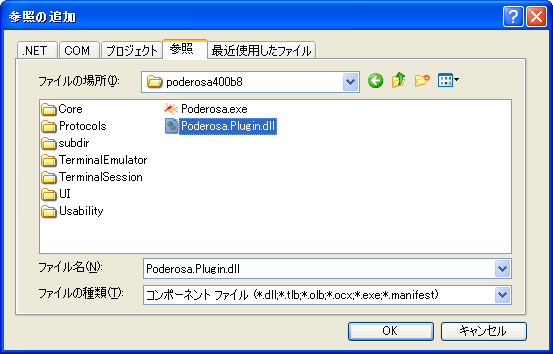 参照の追加
.NET COM プロジェクト 参照 最近使用したファイル
ファイルの場所(I): poderosa400b8
Core
Protocols
subdir
TerminalEmulator
TerminalSession
UI
Usability
Poderosa.exe
Poderosa.Plugin.dll
ファイル名(N): Poderosa.Plugin.dll
ファイルの種類(T): コンポーネント ファイル (*.dll;*.tlb;*.olb;*.ocx;*.exe;*.manifest)
OK キャンセル